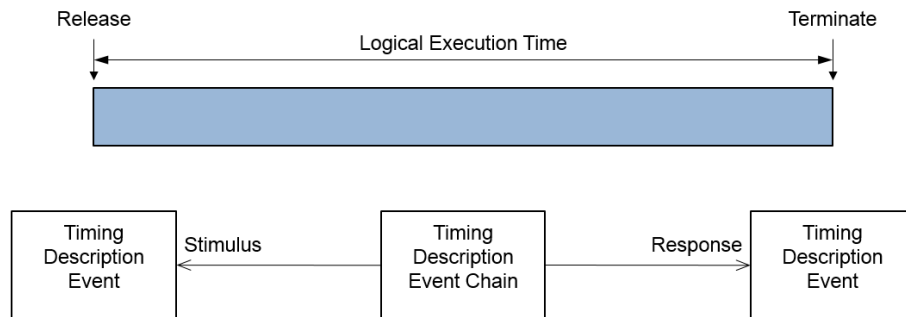 Release
Terminate
Logical Execution Time
Timing
Description
Event
Stimulus
Timing
Description
Event Chain
Response
Timing
Description
Event